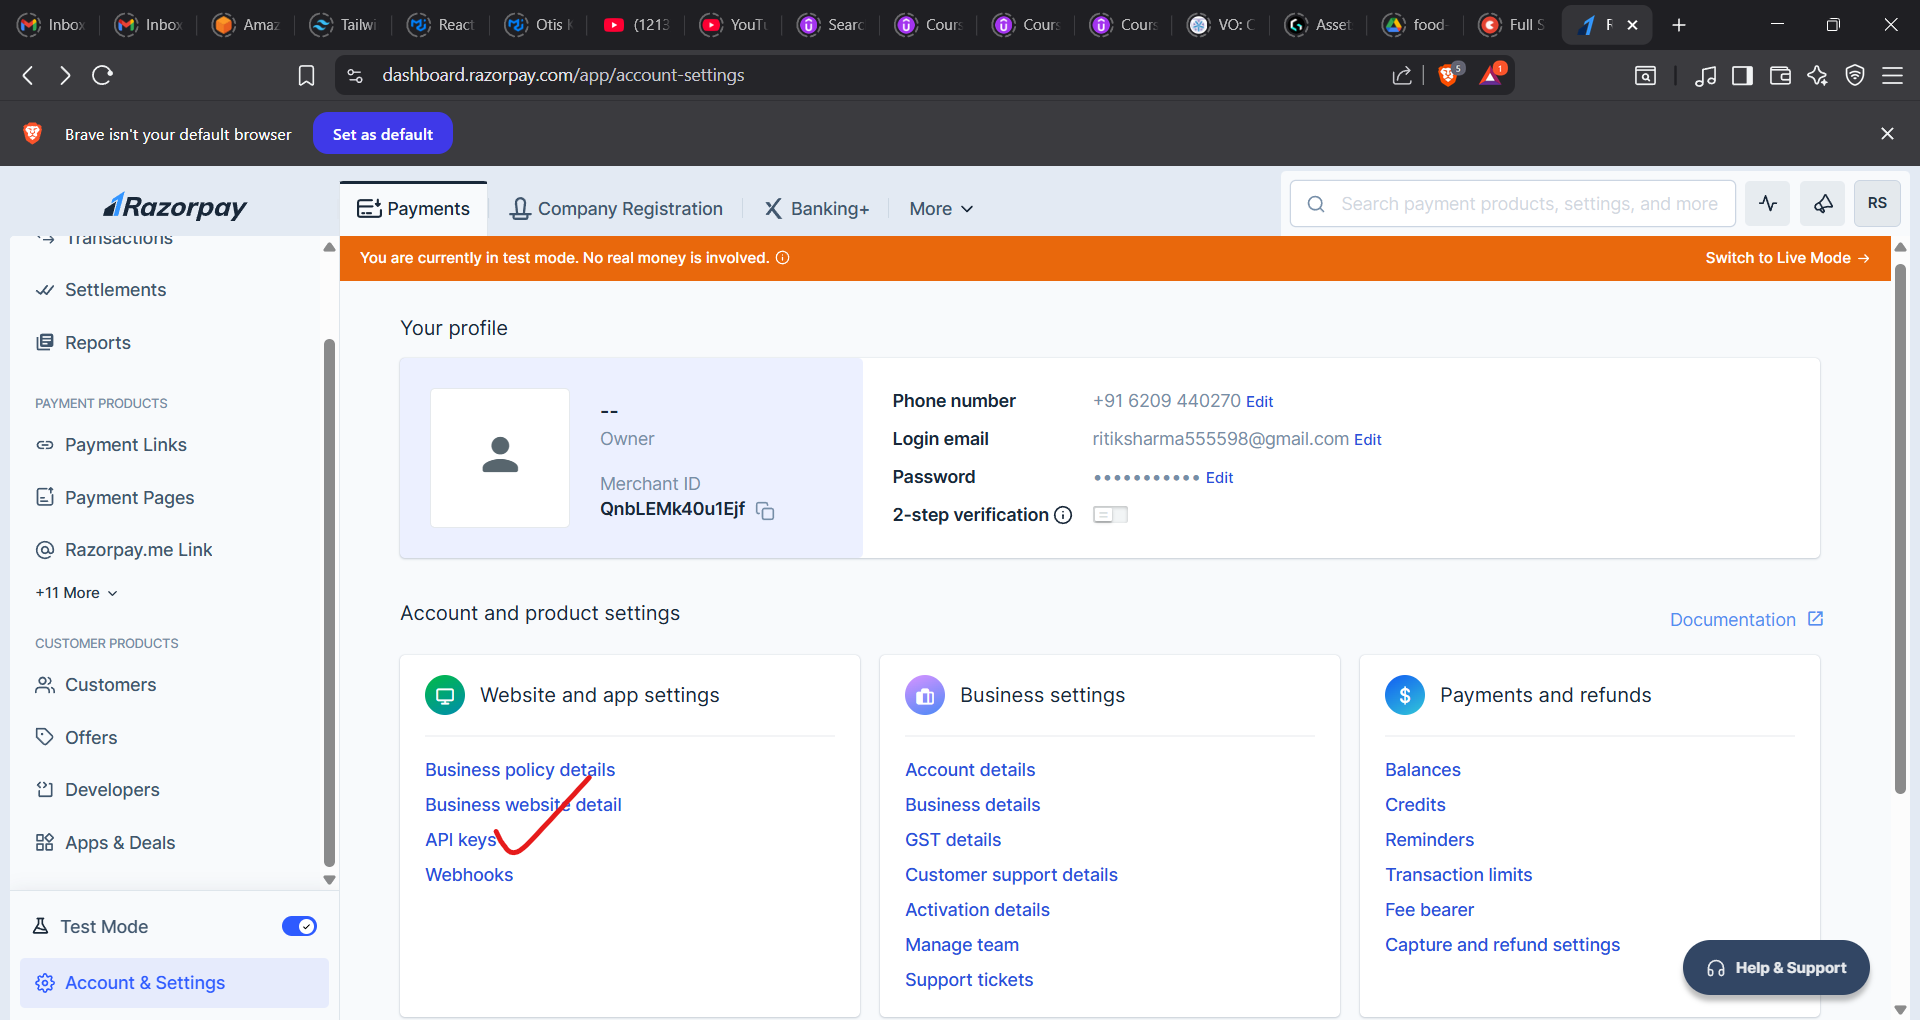 Inbox
Inbox
Amaz
Tailwi
React
Otis
(1213
YouTu
Searc
Cours
Cours
Cours
VO: C
Asset
food-
Full S
dashboard.razorpay.com/app/account-settings
5
1
Brave isn't your default browser
Set as default
Razorpay
Payments
Company Registration
Banking+
More
Search payment products, settings, and more
RS
You are currently in test mode. No real money is involved.
Switch to Live Mode →
Transactions
Settlements
Reports
PAYMENT PRODUCTS
Payment Links
Payment Pages
Razorpay.me Link
+11 More
CUSTOMER PRODUCTS
Customers
Offers
Developers
Apps & Deals
Test Mode
Account & Settings
Your profile
--
Owner
Merchant ID
QnbLEMk40u1Ejf
Phone number +91 6209 440270 Edit
Login email ritiksharma555598@gmail.com Edit
Password ••••••••••• Edit
2-step verification
Account and product settings
Documentation
Website and app settings
Business policy details
Business website detail
API keys
Webhooks
Business settings
Account details
Business details
GST details
Customer support details
Activation details
Manage team
Support tickets
Payments and refunds
Balances
Credits
Reminders
Transaction limits
Fee bearer
Capture and refund settings
Help & Support